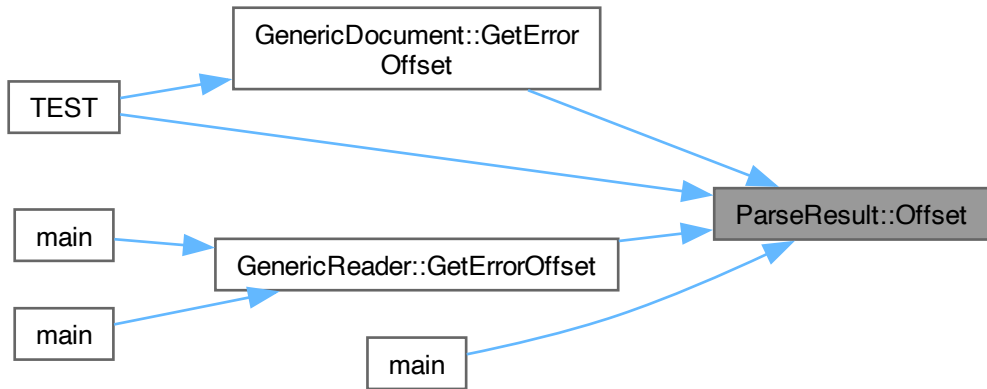 GenericDocument::GetError
Offset
TEST
ParseResult::Offset
main
GenericReader::GetErrorOffset
main
main